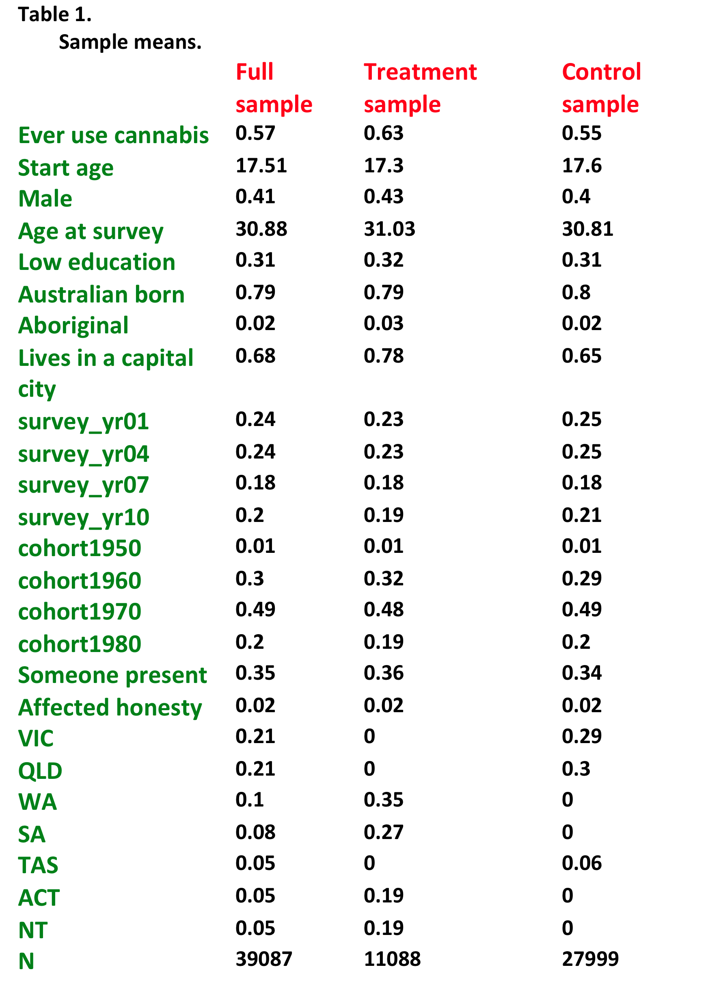 Table 1.
Sample means.
Full Treatment Control
sample sample sample
Ever use cannabis 0.57 0.63 0.55
Start age 17.51 17.3 17.6
Male 0.41 0.43 0.4
Age at survey 30.88 31.03 30.81
Low education 0.31 0.32 0.31
Australian born 0.79 0.79 0.8
Aboriginal 0.02 0.03 0.02
Lives in a capital 0.68 0.78 0.65
city
survey_yr01 0.24 0.23 0.25
survey_yr04 0.24 0.23 0.25
survey_yr07 0.18 0.18 0.18
survey_yr10 0.2 0.19 0.21
cohort1950 0.01 0.01 0.01
cohort1960 0.3 0.32 0.29
cohort1970 0.49 0.48 0.49
cohort1980 0.2 0.19 0.2
Someone present 0.35 0.36 0.34
Affected honesty 0.02 0.02 0.02
VIC 0.21 0 0.29
QLD 0.21 0 0.3
WA 0.1 0.35 0
SA 0.08 0.27 0
TAS 0.05 0 0.06
ACT 0.05 0.19 0
NT 0.05 0.19 0
N 39087 11088 27999